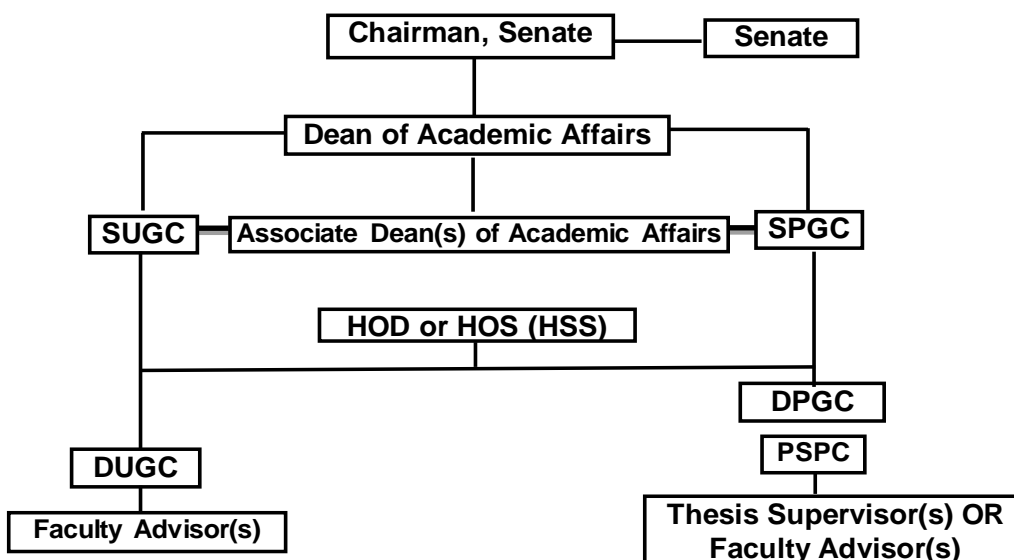 Chairman, Senate
Senate
Dean of Academic Affairs
SUGC
Associate Dean(s) of Academic Affairs
SPGC
HOD or HOS (HSS)
DPGC
DUGC
PSPC
Faculty Advisor(s)
Thesis Supervisor(s) OR
Faculty Advisor(s)